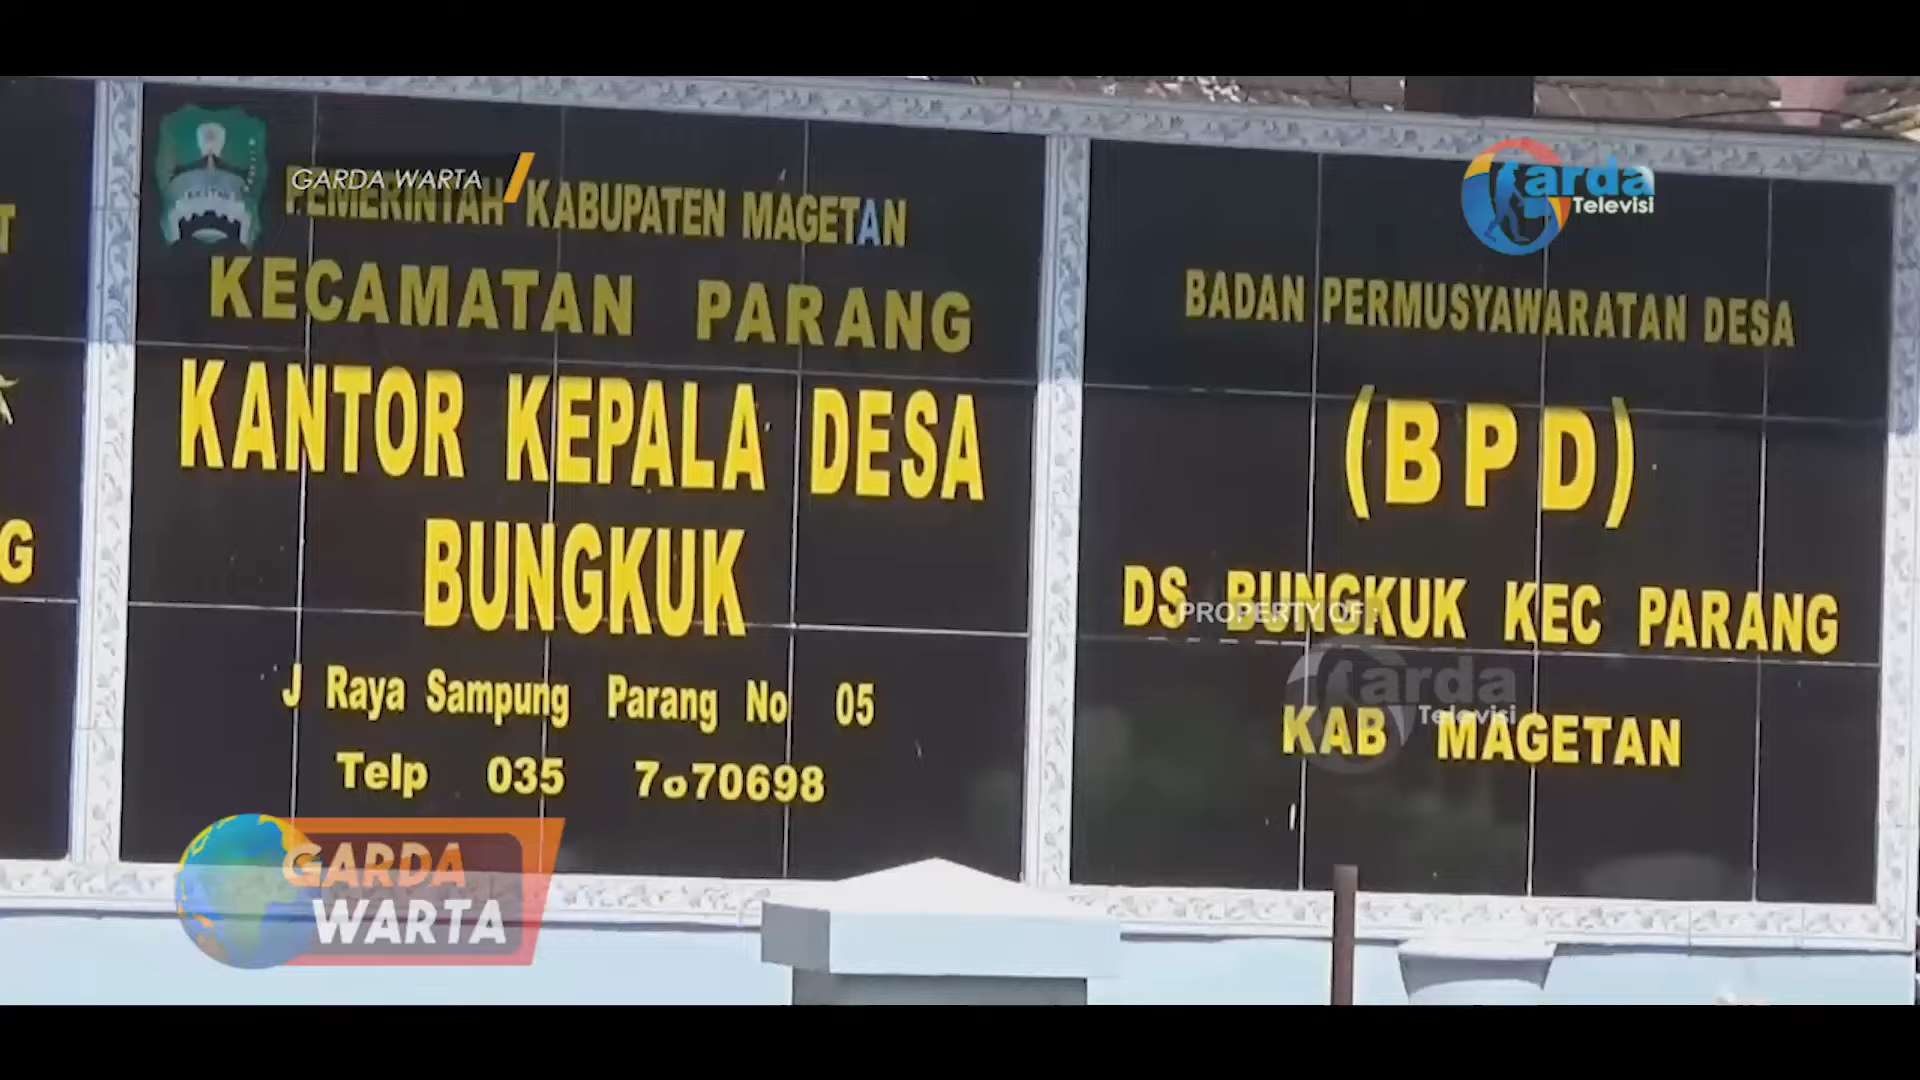 GARDA WARTA
PEMERINTAH KABUPATEN MAGETAN
KECAMATAN PARANG
KANTOR KEPALA DESA
BUNGKUK
J Raya Sampung Parang No 05
Telp 035 7070698
Garda
Televisi
BADAN PERMUSYAWARATAN DESA
(BPD)
DS BUNGKUK KEC PARANG
KAB MAGETAN
PROPERTY OF :
Garda
Televisi
G
GARDA
WARTA